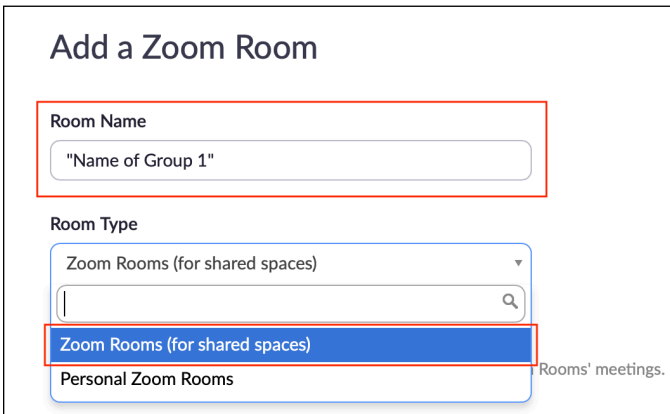 Add a Zoom Room
Room Name
"Name of Group 1"
Room Type
Zoom Rooms (for shared spaces)
Zoom Rooms (for shared spaces)
Rooms' meetings.
Personal Zoom Rooms